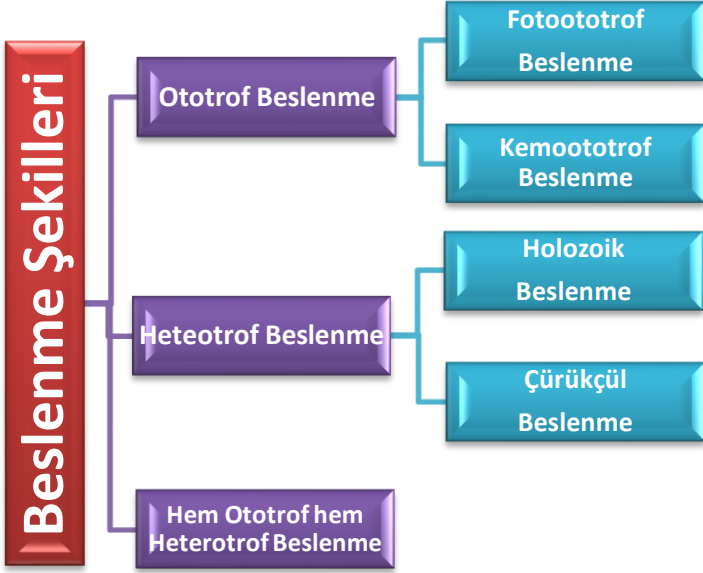 Beslenme Şekilleri
Ototrof Beslenme
Fotoototrof
Beslenme
Kemoototrof
Beslenme
Heteotrof Beslenme
Holozoik
Beslenme
Çürükçül
Beslenme
Hem Ototrof hem
Heterotrof Beslenme